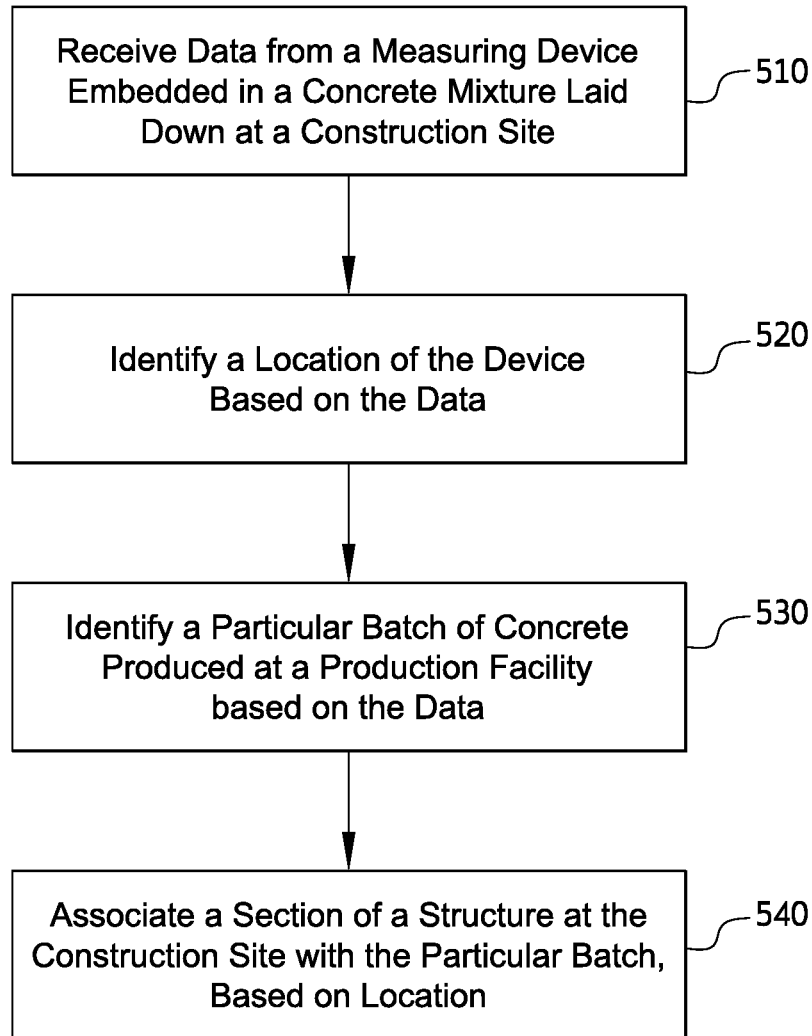 Receive Data from a Measuring Device
Embedded in a Concrete Mixture Laid
Down at a Construction Site
510
Identify a Location of the Device
Based on the Data
520
Identify a Particular Batch of Concrete
Produced at a Production Facility
based on the Data
530
Associate a Section of a Structure at the
Construction Site with the Particular Batch,
Based on Location
540